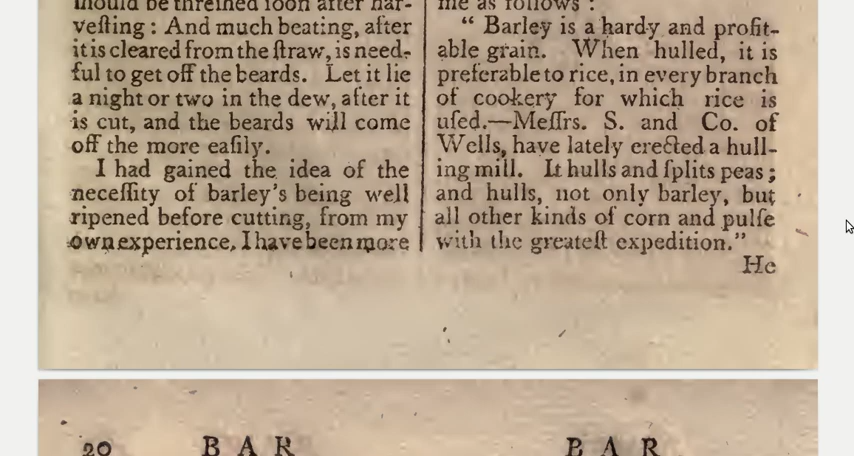 should be threshed soon after har-
veſting : And much beating, after
it is cleared from the ſtraw, is need-
ful to get off the beards. Let it lie
a night or two in the dew, after it
is cut, and the beards will come
off the more eaſily.
I had gained the idea of the
neceſſity of barley's being well
ripened before cutting, from my
own experience. I have been more
me as follows :
“ Barley is a hardy and profit-
able grain. When hulled, it is
preferable to rice, in every branch
of cookery for which rice is
uſed.—Meſſrs. S. and Co. of
Wells, have lately erected a hull-
ing mill. It hulls and ſplits peas ;
and hulls, not only barley, but
all other kinds of corn and pulſe
with the greateſt expedition.”
He
20 B A R B A R